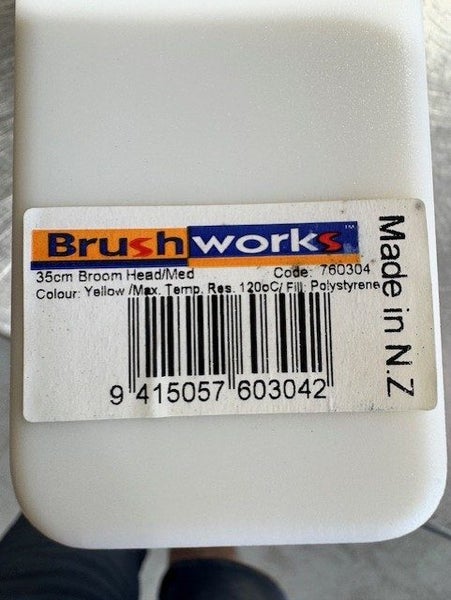 Brushworks™
35cm Broom Head/Med Code: 760304
Colour: Yellow /Max. Temp. Res. 120oC/ Fill: Polystyrene
9 415057 603042
Made in N.Z